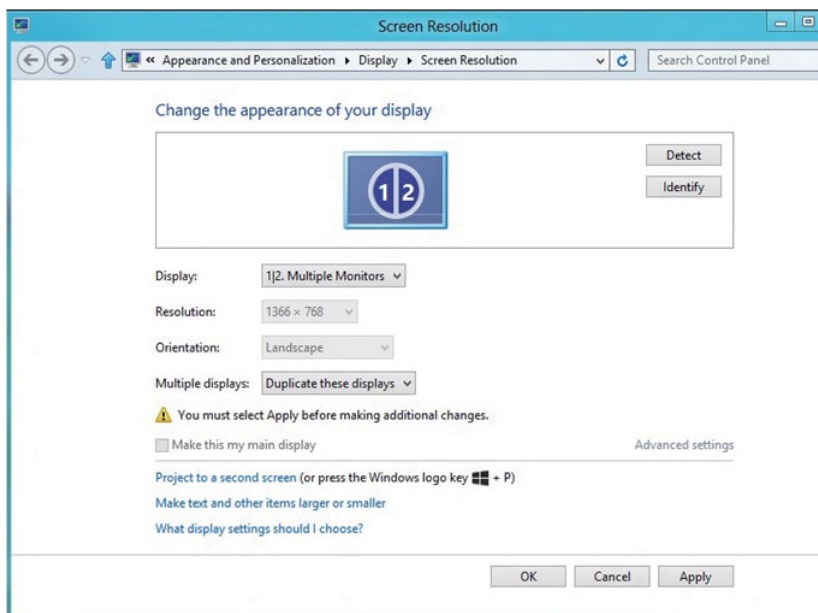 Screen Resolution
« Appearance and Personalization Display Screen Resolution Search Control Panel
Change the appearance of your display
1 2
Detect
Identify
Display: 1|2. Multiple Monitors
Resolution: 1366 × 768
Orientation: Landscape
Multiple displays: Duplicate these displays
You must select Apply before making additional changes.
Make this my main display Advanced settings
Project to a second screen (or press the Windows logo key + P)
Make text and other items larger or smaller
What display settings should I choose?
OK Cancel Apply